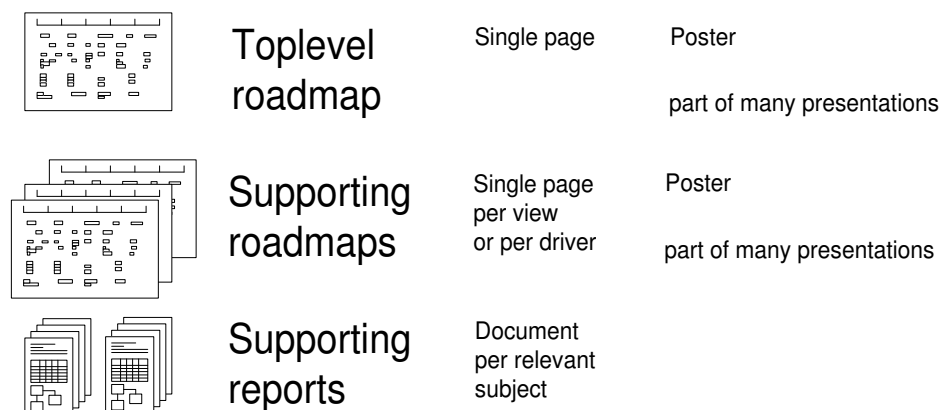 Toplevel
roadmap
Single page
Poster
part of many presentations
Supporting
roadmaps
Single page
per view
or per driver
Poster
part of many presentations
Supporting
reports
Document
per relevant
subject